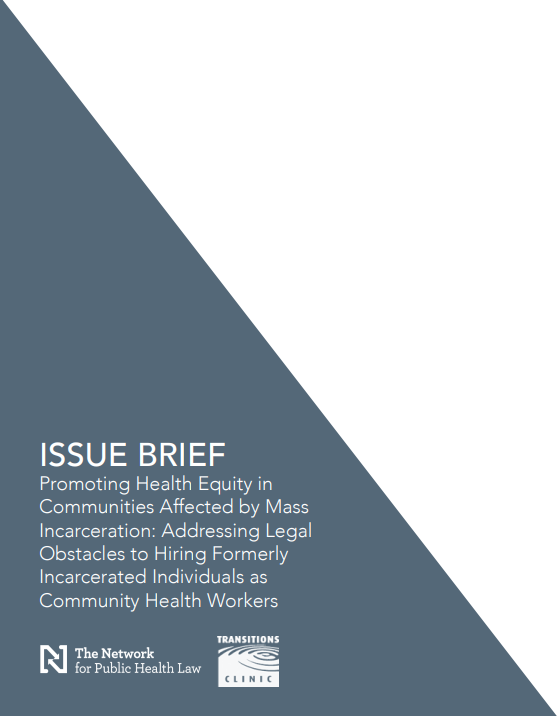 ISSUE BRIEF
Promoting Health Equity in
Communities Affected by Mass
Incarceration: Addressing Legal
Obstacles to Hiring Formerly
Incarcerated Individuals as
Community Health Workers
The Network
for Public Health Law
TRANSITIONS
CLINIC